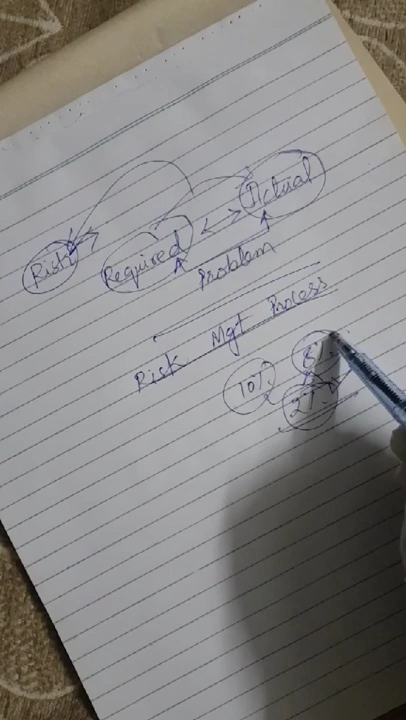 Risk Required < > Actual
Problem
Risk Mgt Process
10%. 8%.
2%.